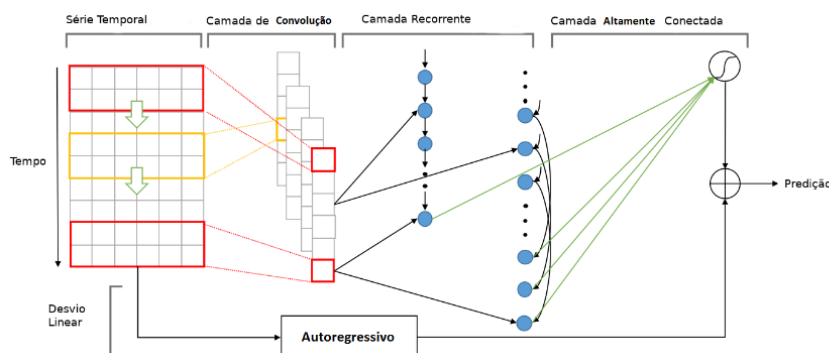 Série Temporal
Camada de Convolução
Camada Recorrente
Camada Altamente Conectada
Tempo
Predição
Desvio
Linear
Autoregressivo